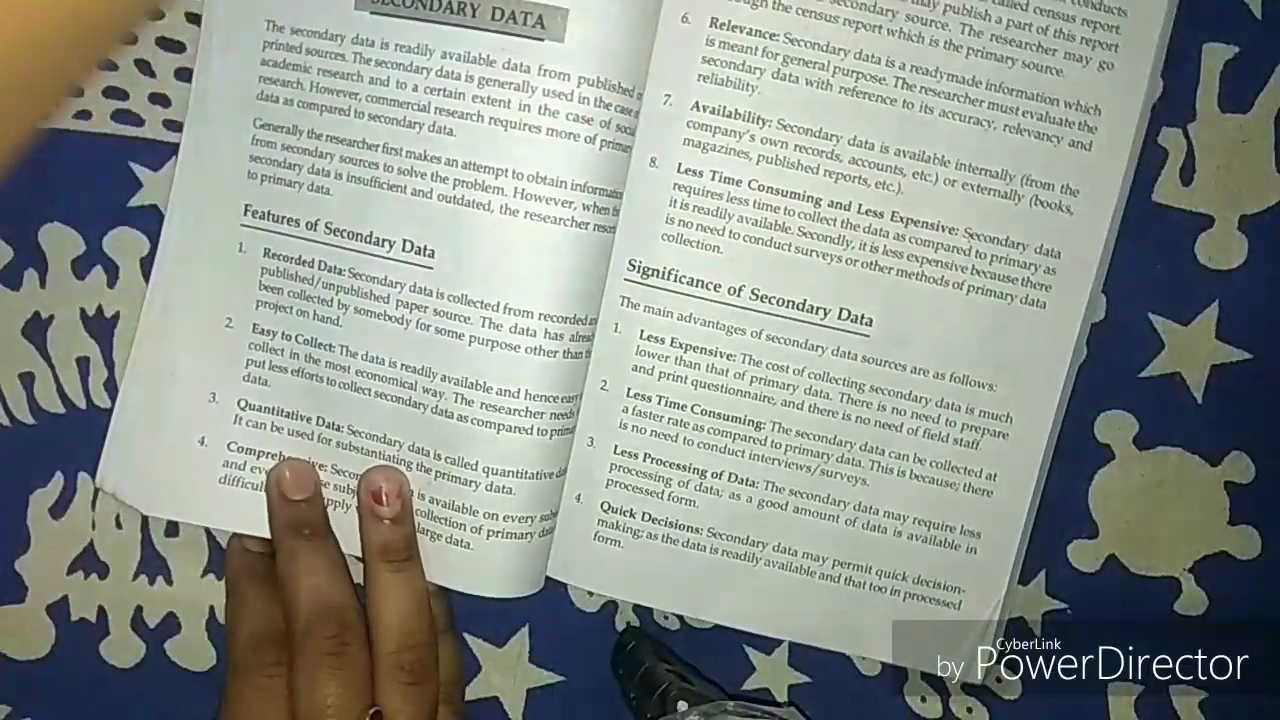 SECONDARY DATA
The secondary data is readily available data from published
printed sources. The secondary data is generally used in the case
academic research and to a certain extent in the case of
research. However, commercial research requires more of
data as compared to secondary data.
Generally the researcher first makes an attempt to obtain
from secondary sources to solve the problem. However, when
secondary data is insufficient and outdated, the researcher
to primary data.
Features of Secondary Data
1. Recorded Data: Secondary data is collected from recorded
published/unpublished paper source. The data has
been collected by somebody for some purpose other than
project on hand.
2. Easy to Collect: The data is readily available and hence easy
collect in the most economical way. The researcher needs
put less efforts to collect secondary data as compared to
data.
3. Quantitative Data: Secondary data is called quantitative
It can be used for substantiating the primary data.
4. is available on every
and
collection of primary
large data.
conducts
called census report.
may publish a part of this report
secondary source. The researcher may go
the census report which is the primary source.
6. Relevance: Secondary data is a readymade information which
is meant for general purpose. The researcher must evaluate the
secondary data with reference to its accuracy, relevancy and
reliability.
7. Availability: Secondary data is available internally (from the
company's own records, accounts, etc.) or externally (books,
magazines, published reports, etc.).
8. Less Time Consuming and Less Expensive: Secondary data
requires less time to collect the data as compared to primary as
it is readily available. Secondly, it is less expensive because there
is no need to conduct surveys or other methods of primary data
collection.
Significance of Secondary Data
The main advantages of secondary data sources are as follows:
1. Less Expensive: The cost of collecting secondary data is much
lower than that of primary data. There is no need to prepare
and print questionnaire, and there is no need of field staff.
2. Less Time Consuming: The secondary data can be collected at
a faster rate as compared to primary data. This is because; there
is no need to conduct interviews/surveys.
3. Less Processing of Data: The secondary data may require less
processing of data; as a good amount of data is available in
processed form.
4. Quick Decisions: Secondary data may permit quick decision-
making; as the data is readily available and that too in processed
form.
CyberLink
by PowerDirector